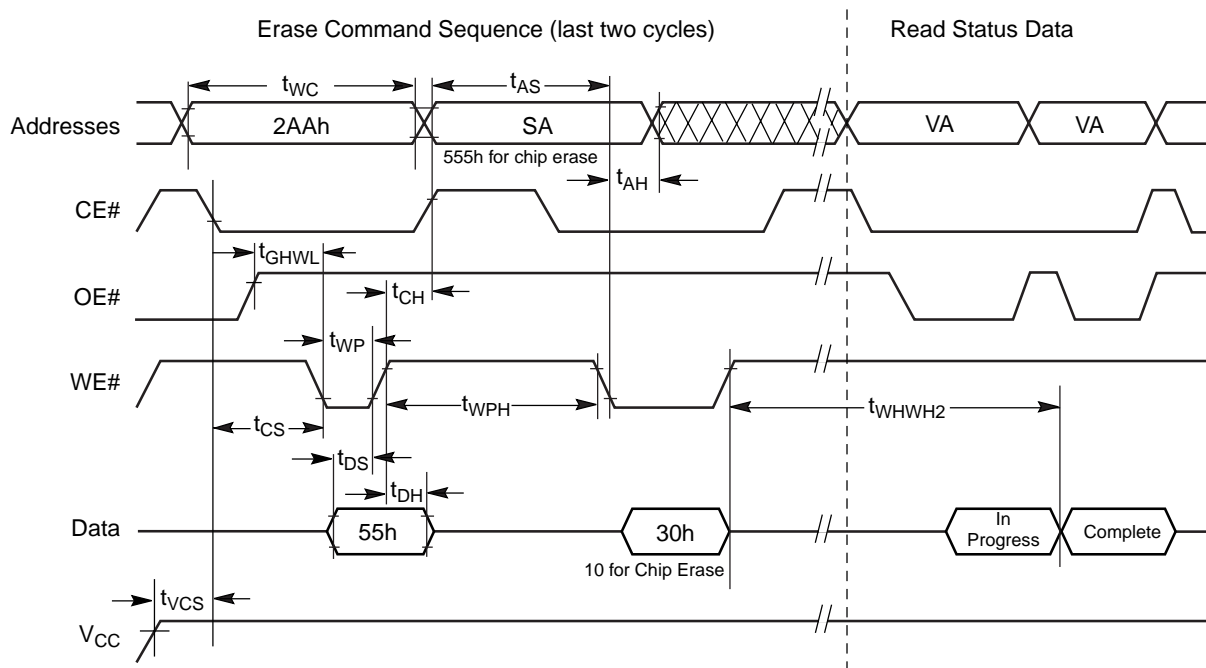 Erase Command Sequence (last two cycles)
Read Status Data
tWC
tAS
Addresses
2AAh
SA
VA
VA
555h for chip erase
tAH
CE#
tGHWL
OE#
tCH
tWP
WE#
tWPH
tWHWH2
tCS
tDS
tDH
Data
55h
30h
In
Progress
Complete
10 for Chip Erase
tVCS
VCC